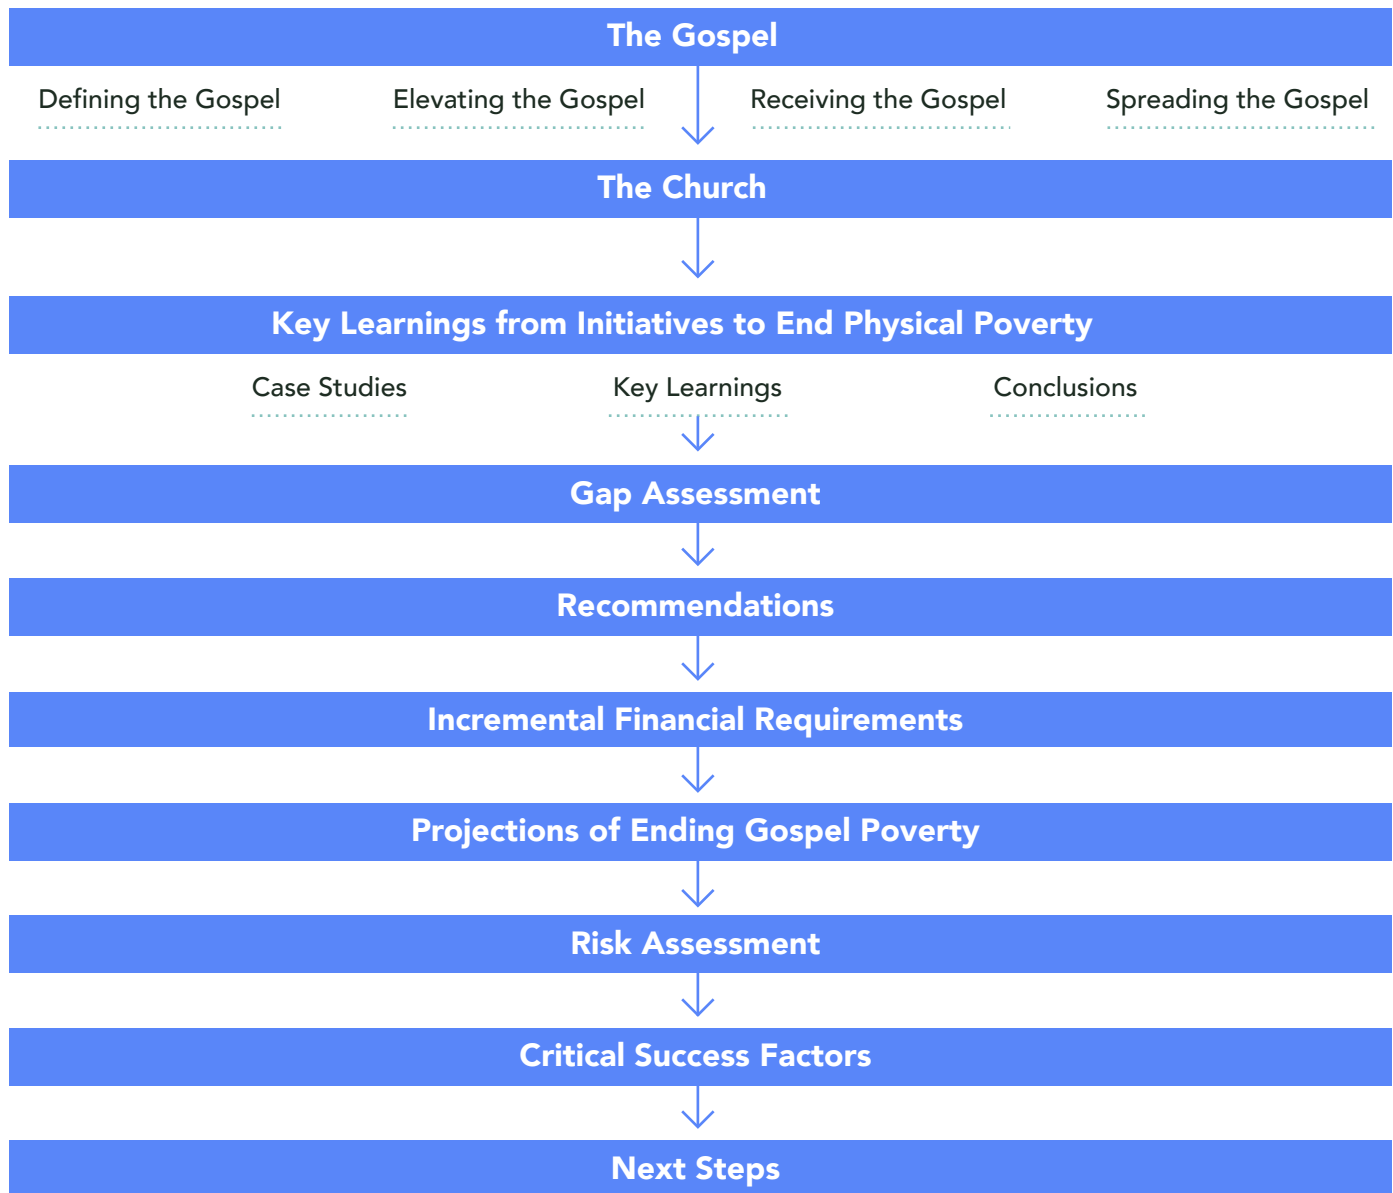 The Gospel
Defining the Gospel
Elevating the Gospel
Receiving the Gospel
Spreading the Gospel
The Church
Key Learnings from Initiatives to End Physical Poverty
Case Studies
Key Learnings
Conclusions
Gap Assessment
Recommendations
Incremental Financial Requirements
Projections of Ending Gospel Poverty
Risk Assessment
Critical Success Factors
Next Steps